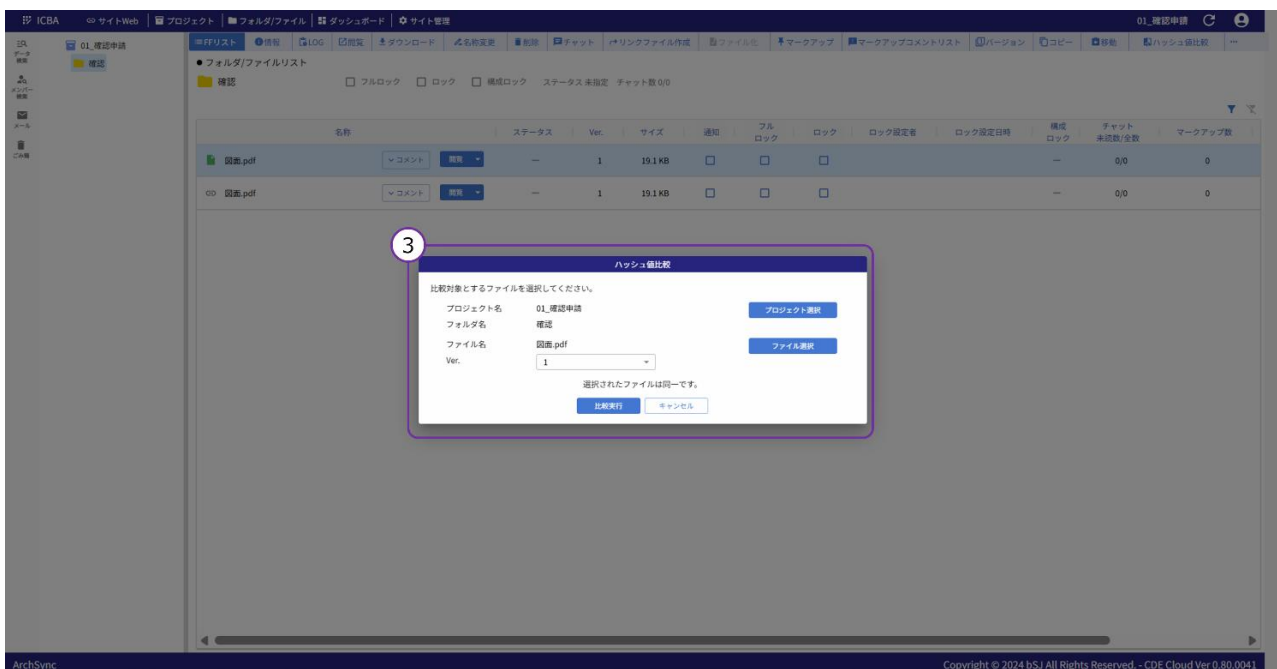 ICBA サイトWeb プロジェクト フォルダ/ファイル ダッシュボード サイト管理 01_確認申請
データ検索
メンバー検索
メール
ごみ箱
01_確認申請
確認
FFリスト 情報 LOG 閲覧 ダウンロード 名称変更 削除 チャット リンクファイル作成 ファイル化 マークアップ マークアップコメントリスト バージョン コピー 移動 ハッシュ値比較 …
● フォルダ/ファイルリスト
確認 フルロック ロック 構成ロック ステータス 未指定 チャット数 0/0
名称 ステータス Ver. サイズ 通知 フルロック ロック ロック設定者 ロック設定日時 構成ロック チャット未読数/全数 マークアップ数
図面.pdf コメント 閲覧 — 1 19.1 KB — 0/0 0
図面.pdf コメント 閲覧 — 1 19.1 KB — 0/0 0
3
ハッシュ値比較
比較対象とするファイルを選択してください。
プロジェクト名 01_確認申請 プロジェクト選択
フォルダ名 確認
ファイル名 図面.pdf ファイル選択
Ver. 1
選択されたファイルは同一です。
比較実行 キャンセル
ArchSync Copyright © 2024 bSJ All Rights Reserved. - CDE Cloud Ver 0.80.0041